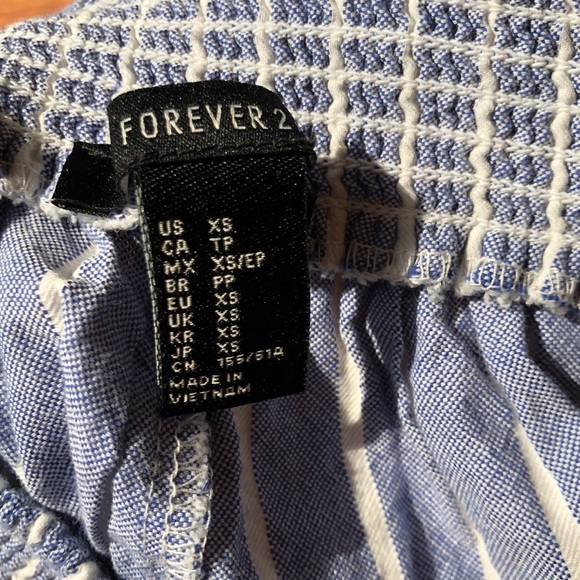 FOREVER 2
US XS
CA TP
MX XS/EP
BR PP
EU XS
UK XS
KR XS
JP XS
CN 155/61A
MADE IN
VIETNAM